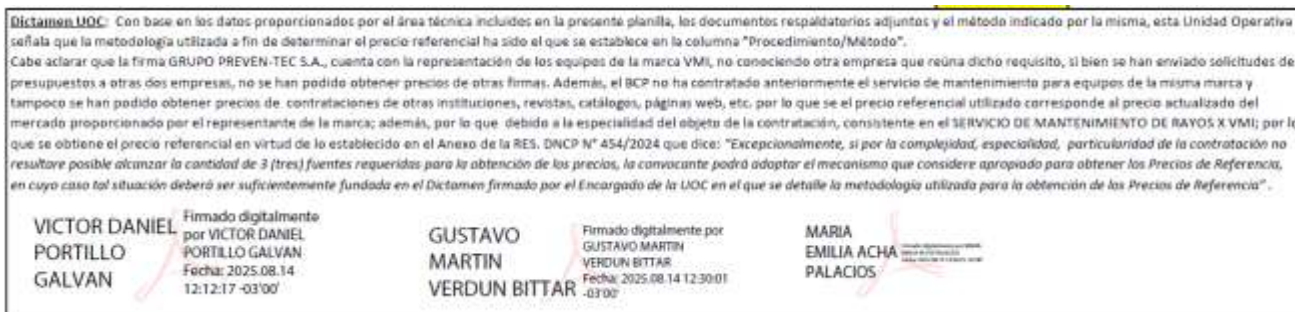 Dictamen UOC: Con base en los datos proporcionados por el área técnica incluidos en la presente planilla, los documentos respaldatorios adjuntos y el método indicado por la misma, esta Unidad Operativa
señala que la metodología utilizada a fin de determinar el precio referencial ha sido el que se establece en la columna "Procedimiento/Método".
Cabe aclarar que la firma GRUPO PREVEN-TEC S.A., cuenta con la representación de los equipos de la marca VMI, no conociendo otra empresa que reúna dicho requisito, si bien se han enviado solicitudes de
presupuestos a otras dos empresas, no se han podido obtener precios de otras firmas. Además, el BCP no ha contratado anteriormente el servicio de mantenimiento para equipos de la misma marca y
tampoco se han podido obtener precios de contrataciones de otras instituciones, revistas, catálogos, páginas web, etc. por lo que se el precio referencial utilizado corresponde al precio actualizado del
mercado proporcionado por el representante de la marca; además, por lo que debido a la especialidad del objeto de la contratación, consistente en el SERVICIO DE MANTENIMIENTO DE RAYOS X VMI; por lo
que se obtiene el precio referencial en virtud de lo establecido en el Anexo de la RES. DNCP N° 454/2024 que dice: "Excepcionalmente, si por la complejidad, especialidad, particularidad de la contratación no
resultare posible alcanzar la cantidad de 3 (tres) fuentes requeridas para la obtención de los precios, la convocante podrá adoptar el mecanismo que considere apropiado para obtener los Precios de Referencia,
en cuyo caso tal situación deberá ser suficientemente fundada en el Dictamen firmado por el Encargado de la UOC en el que se detalle la metodología utilizada para la obtención de los Precios de Referencia".
VICTOR DANIEL
PORTILLO
GALVAN
Firmado digitalmente
por VICTOR DANIEL
PORTILLO GALVAN
Fecha: 2025.08.14
12:12:17 -03'00'
GUSTAVO
MARTIN
VERDUN BITTAR
Firmado digitalmente por
GUSTAVO MARTIN
VERDUN BITTAR
Fecha: 2025.08.14 12:30:01
-03'00'
MARIA
EMILIA ACHA
PALACIOS